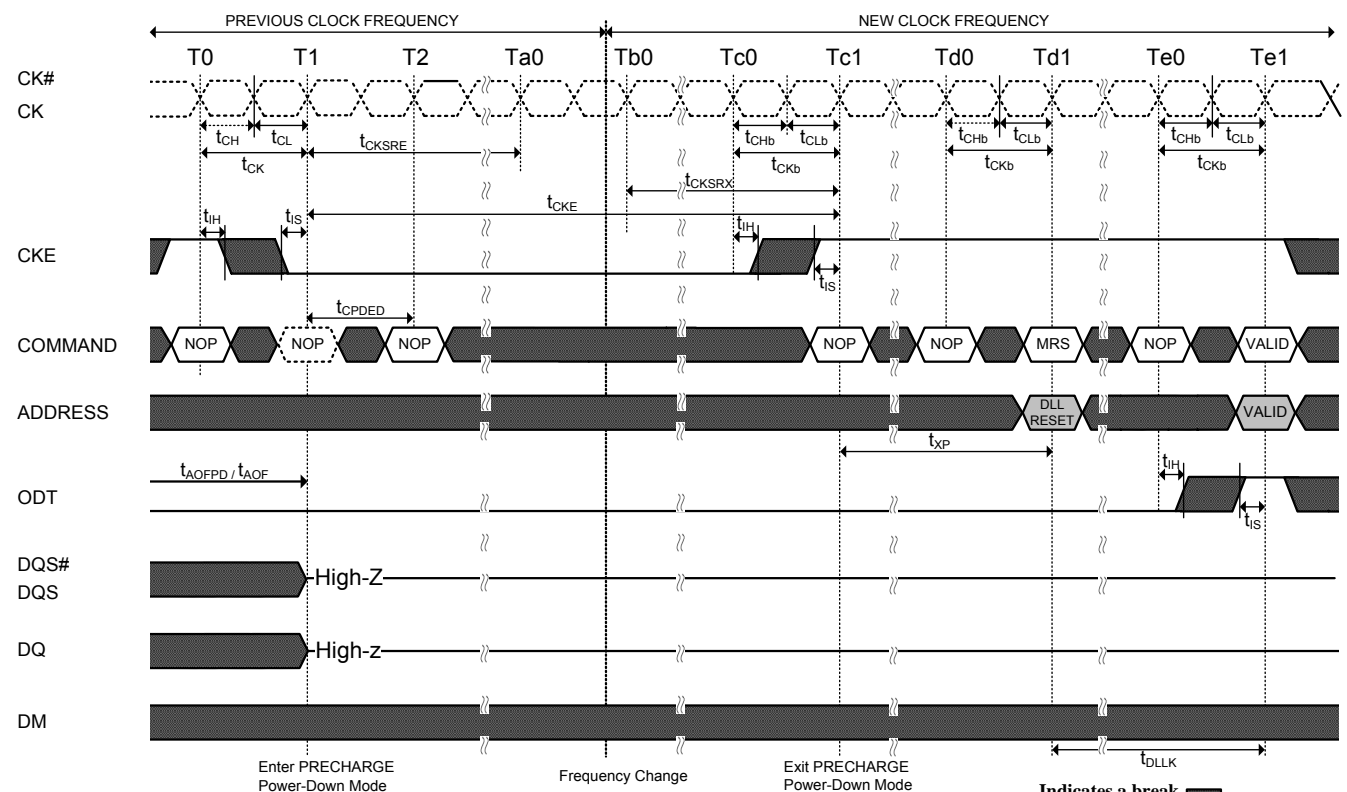 PREVIOUS CLOCK FREQUENCY NEW CLOCK FREQUENCY
T0 T1 T2 Ta0 Tb0 Tc0 Tc1 Td0 Td1 Te0 Te1
CK#
CK
tCH tCL tCKSRE tCHb tCLb tCHb tCLb tCHb tCLb
tCK tCKb tCKb tCKb
tCKSRX
tCKE
tIH tIS tIH
CKE
tIS
tCPDED
COMMAND NOP NOP NOP NOP NOP MRS NOP VALID
ADDRESS DLL RESET VALID
tXP
tAOFPD / tAOF tIH
ODT
tIS
DQS#
DQS
High-Z
DQ High-z
DM
tDLLK
Enter PRECHARGE
Power-Down Mode
Frequency Change
Exit PRECHARGE
Power-Down Mode
Indicates a break